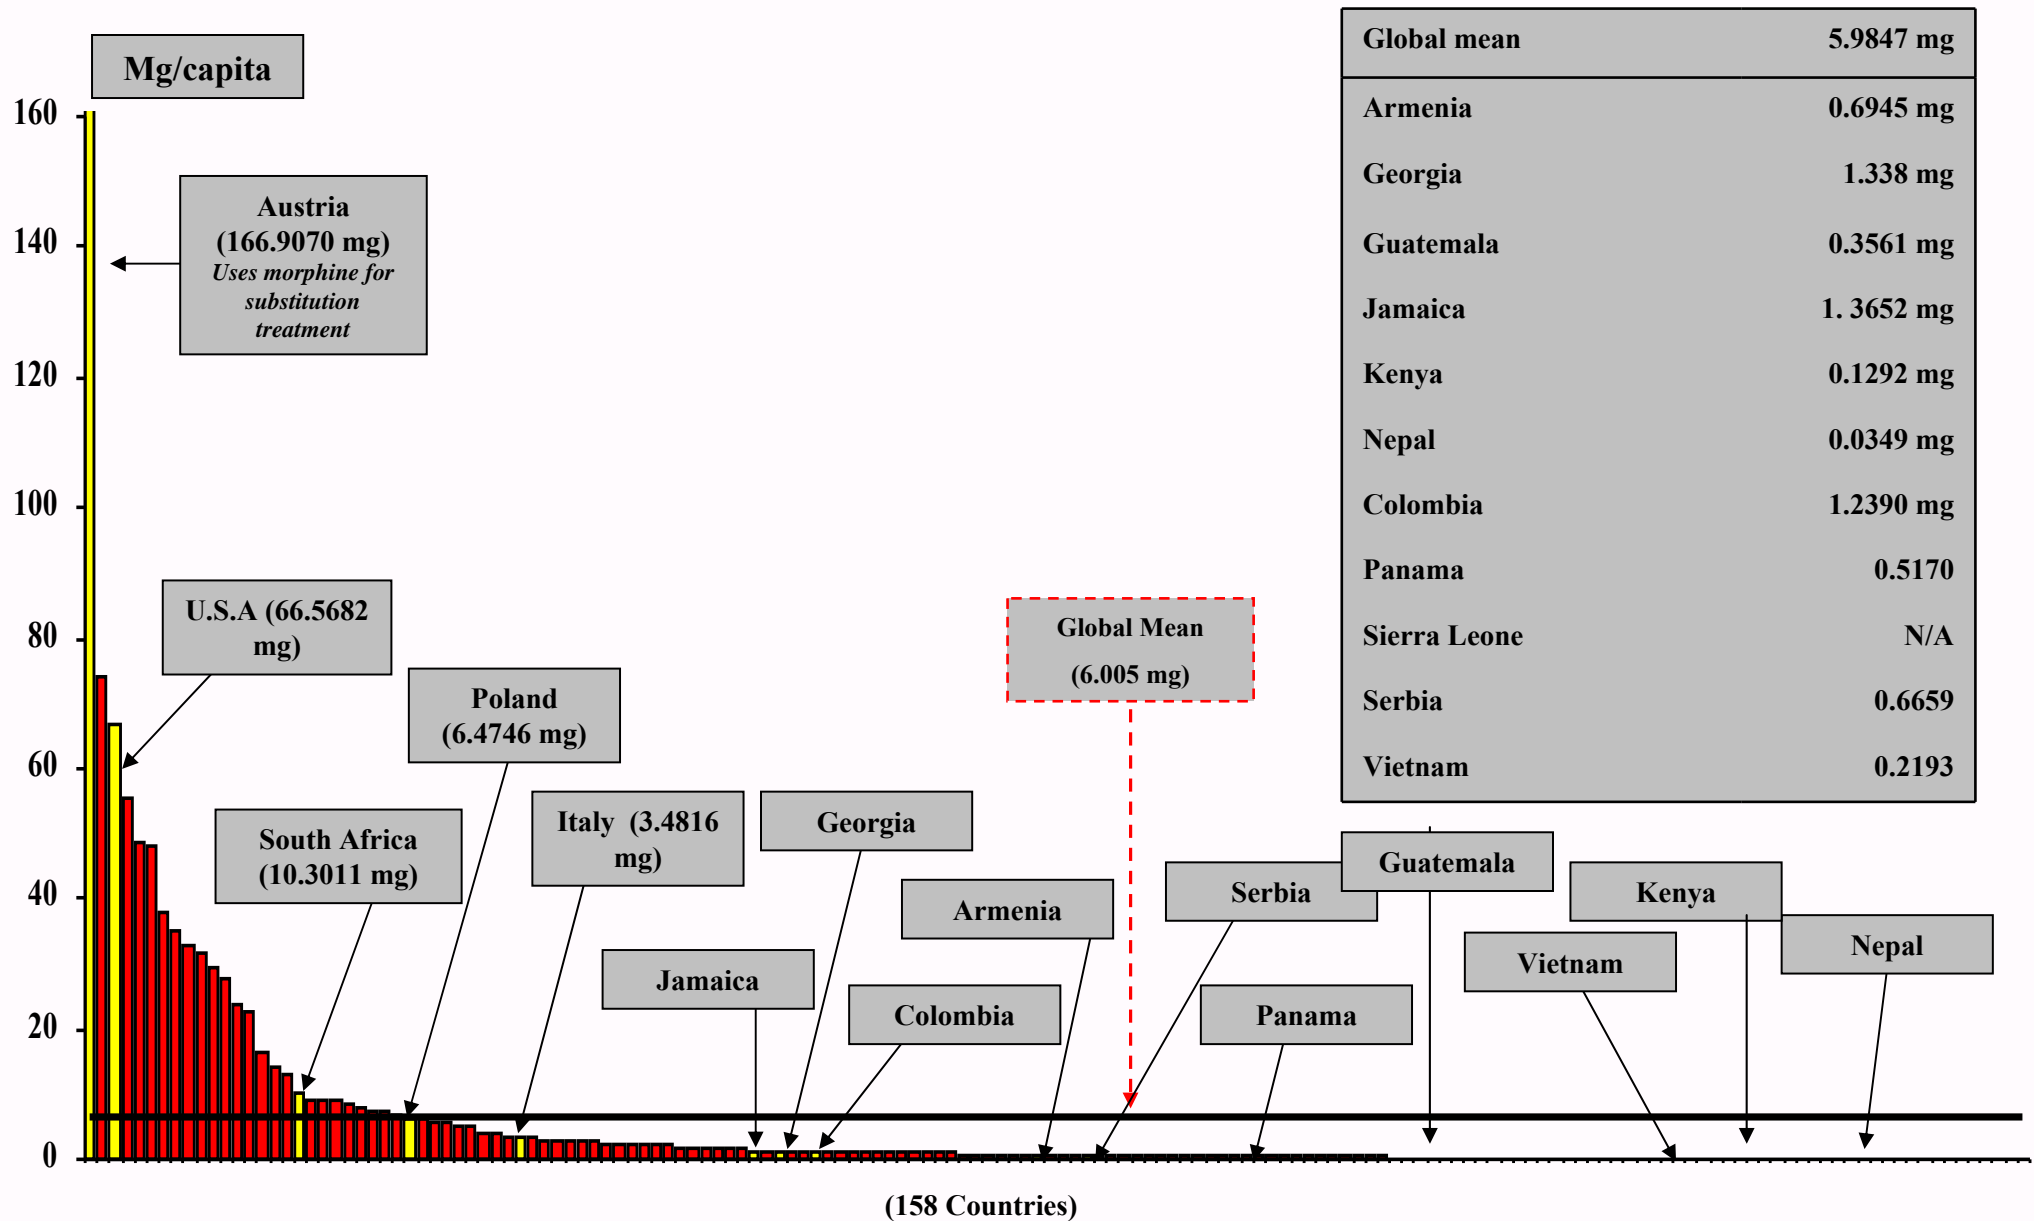 Mg/capita
160
140
120
100
80
60
40
20
0
Austria
(166.9070 mg)
Uses morphine for
substitution
treatment
U.S.A (66.5682
mg)
South Africa
(10.3011 mg)
Poland
(6.4746 mg)
Italy (3.4816
mg)
Jamaica
Georgia
Colombia
Armenia
Global Mean
(6.005 mg)
Serbia
Panama
Guatemala
Vietnam
Kenya
Nepal
(158 Countries)
Global mean 5.9847 mg
Armenia 0.6945 mg
Georgia 1.338 mg
Guatemala 0.3561 mg
Jamaica 1. 3652 mg
Kenya 0.1292 mg
Nepal 0.0349 mg
Colombia 1.2390 mg
Panama 0.5170
Sierra Leone N/A
Serbia 0.6659
Vietnam 0.2193